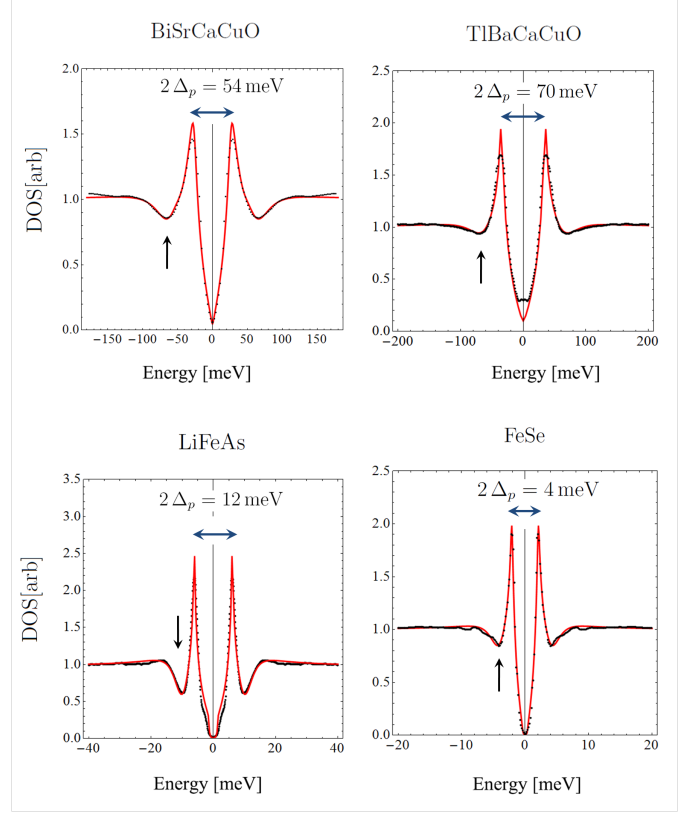 BiSrCaCuO
2 Δp = 54 meV
DOS[arb]
2.0
1.5
1.0
0.5
0.0
−150 −100 −50 0 50 100 150
Energy [meV]
TlBaCaCuO
2 Δp = 70 meV
2.5
2.0
1.5
1.0
0.5
0.0
−200 −100 0 100 200
Energy [meV]
LiFeAs
2 Δp = 12 meV
DOS[arb]
3.5
3.0
2.5
2.0
1.5
1.0
0.5
0.0
−40 −20 0 20 40
Energy [meV]
FeSe
2 Δp = 4 meV
2.5
2.0
1.5
1.0
0.5
0.0
−20 −10 0 10 20
Energy [meV]